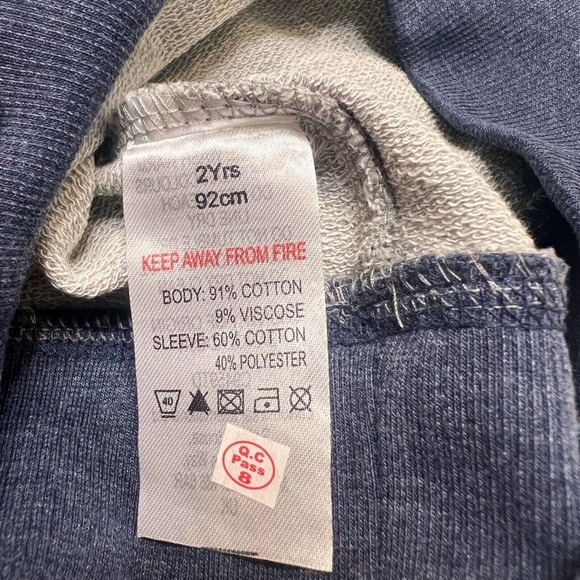 2Yrs
92cm
KEEP AWAY FROM FIRE
BODY: 91% COTTON
9% VISCOSE
SLEEVE: 60% COTTON
40% POLYESTER
40
Q.C
Pass
8